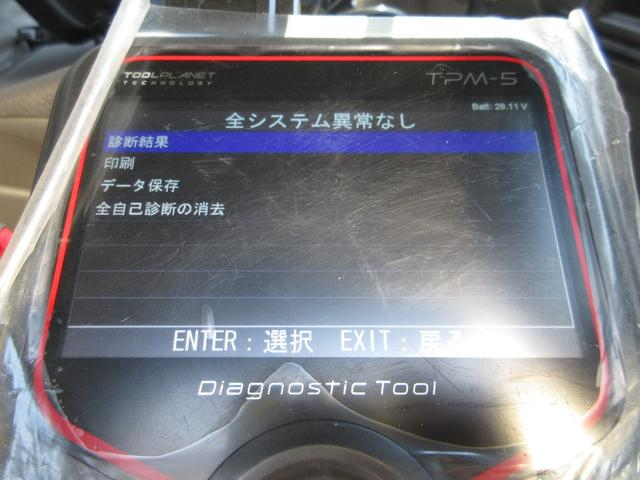 TOOLPLANET
TECHNOLOGY
TPM-5
Batt: 28.11 V
全システム異常なし
診断結果
印刷
データ保存
全自己診断の消去
ENTER：選択 EXIT：戻る
Diagnostic Tool